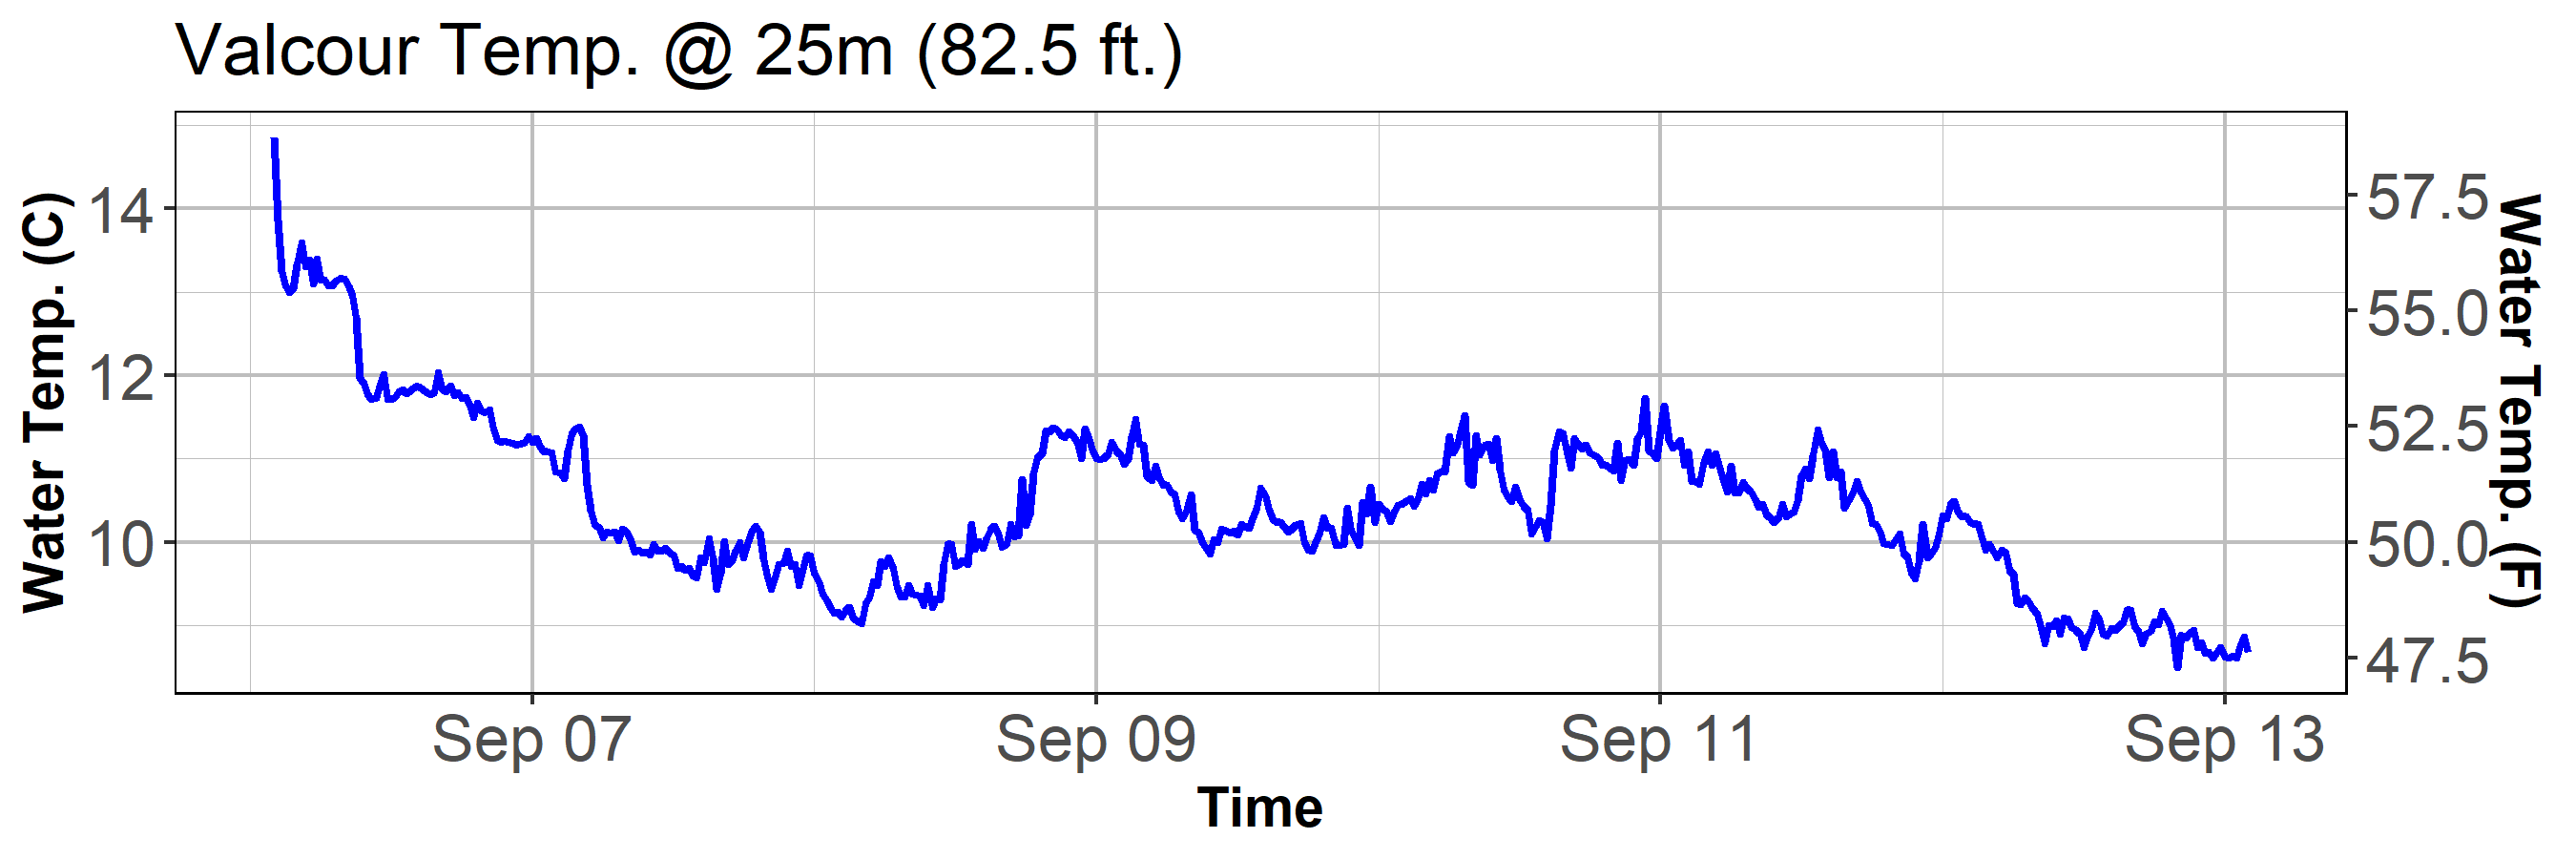 Valcour Temp. @ 25m (82.5 ft.)
Water Temp. (C)
14
12
10
57.5
55.0
52.5
50.0
47.5
Water Temp. (F)
Sep 07 Sep 09 Sep 11 Sep 13
Time